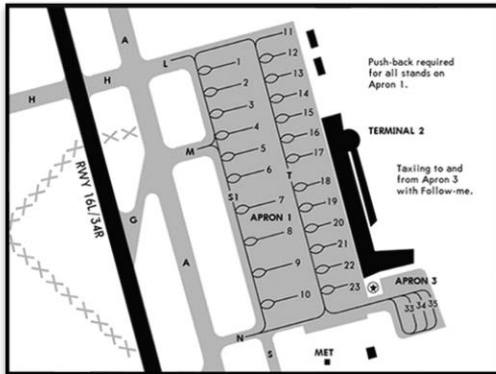 A
L
11
12
13
14
15
16
17
18
19
20
21
22
23
1
2
3
4
5
6
7
8
9
10
H
H
M
G
A
S1
T
APRON 1
RWY 16L/34R
N
S
MET
Push-back required
for all stands on
Apron 1.
TERMINAL 2
Taxiing to and
from Apron 3
with Follow-me.
APRON 3
33
34
35